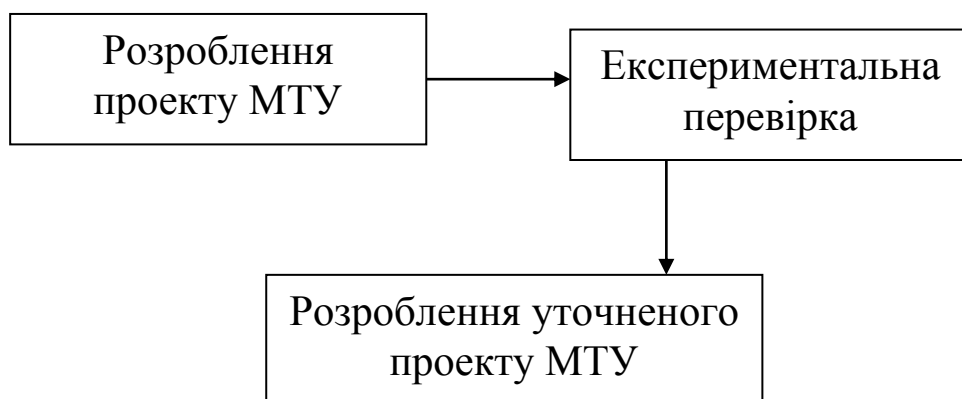 Розроблення
проекту МТУ
Експериментальна
перевірка
Розроблення уточненого
проекту МТУ